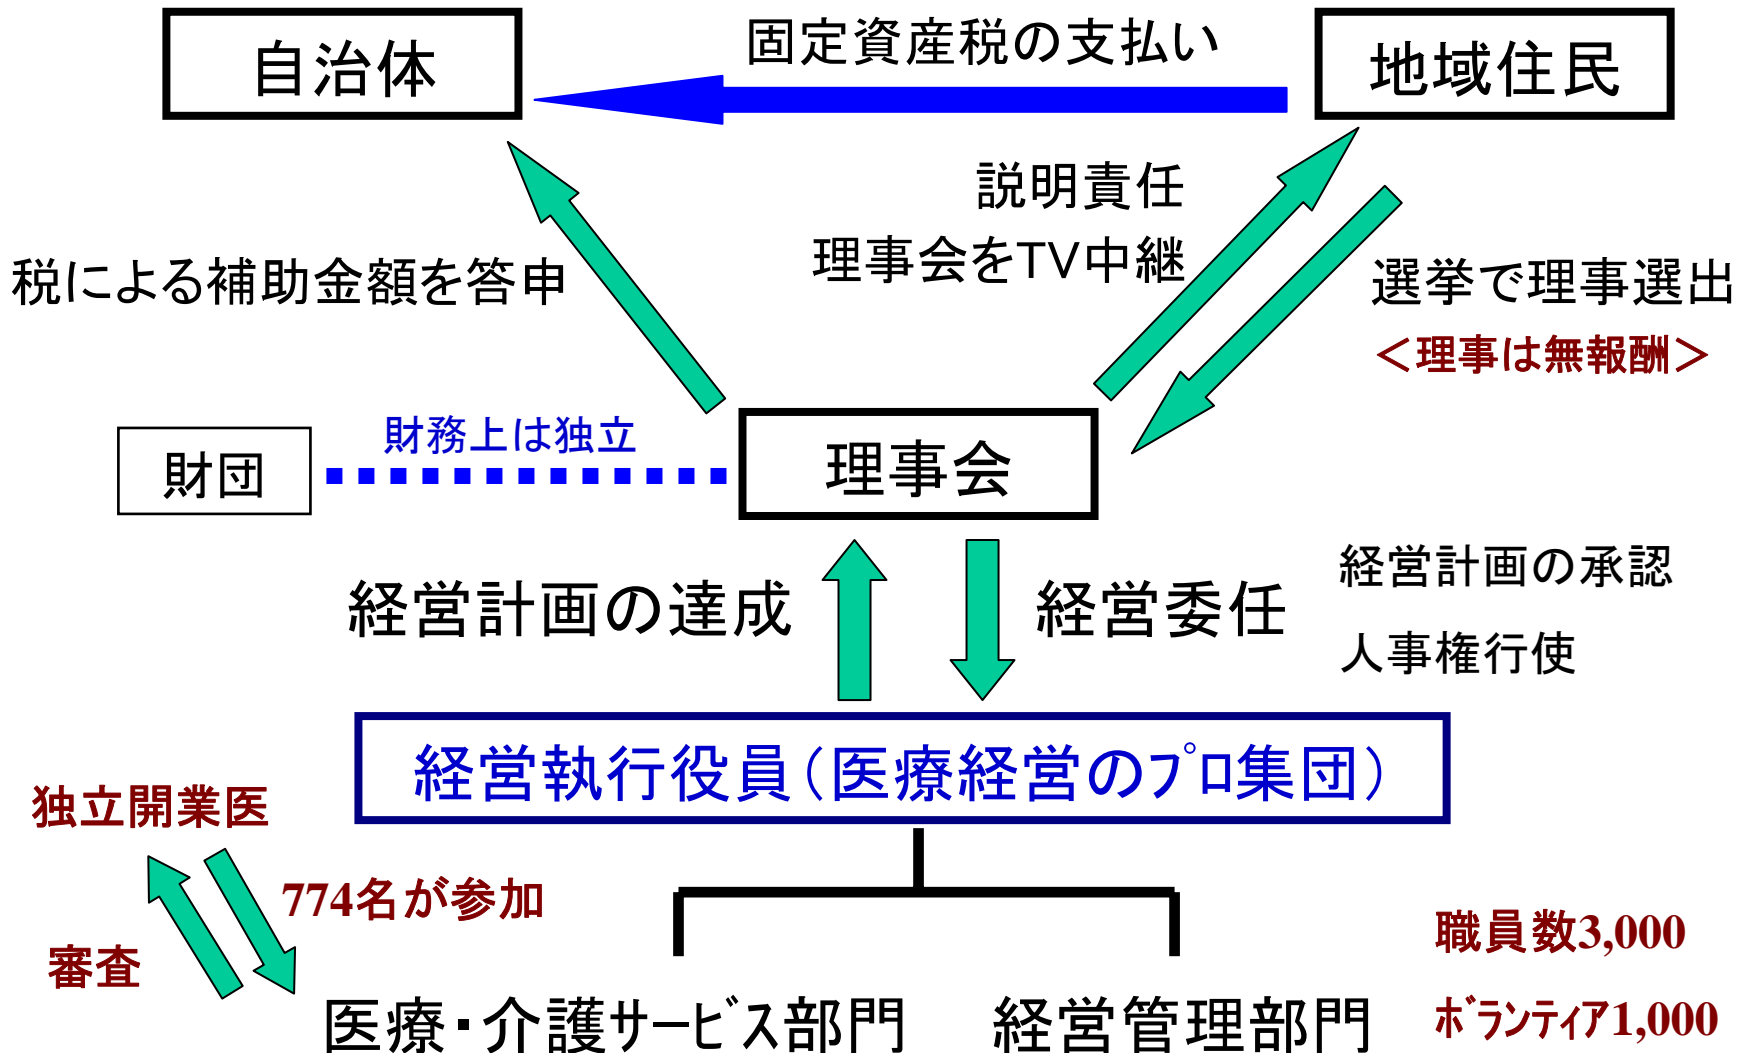 自治体
固定資産税の支払い
地域住民
説明責任
理事会をTV中継
税による補助金額を答申
選挙で理事選出
＜理事は無報酬＞
財団
財務上は独立
理事会
経営計画の達成
経営委任
経営計画の承認
人事権行使
経営執行役員（医療経営のﾌﾟﾛ集団）
独立開業医
774名が参加
審査
職員数3,000
ﾎﾞﾗﾝﾃｨｱ1,000
医療・介護ｻｰﾋﾞｽ部門
経営管理部門